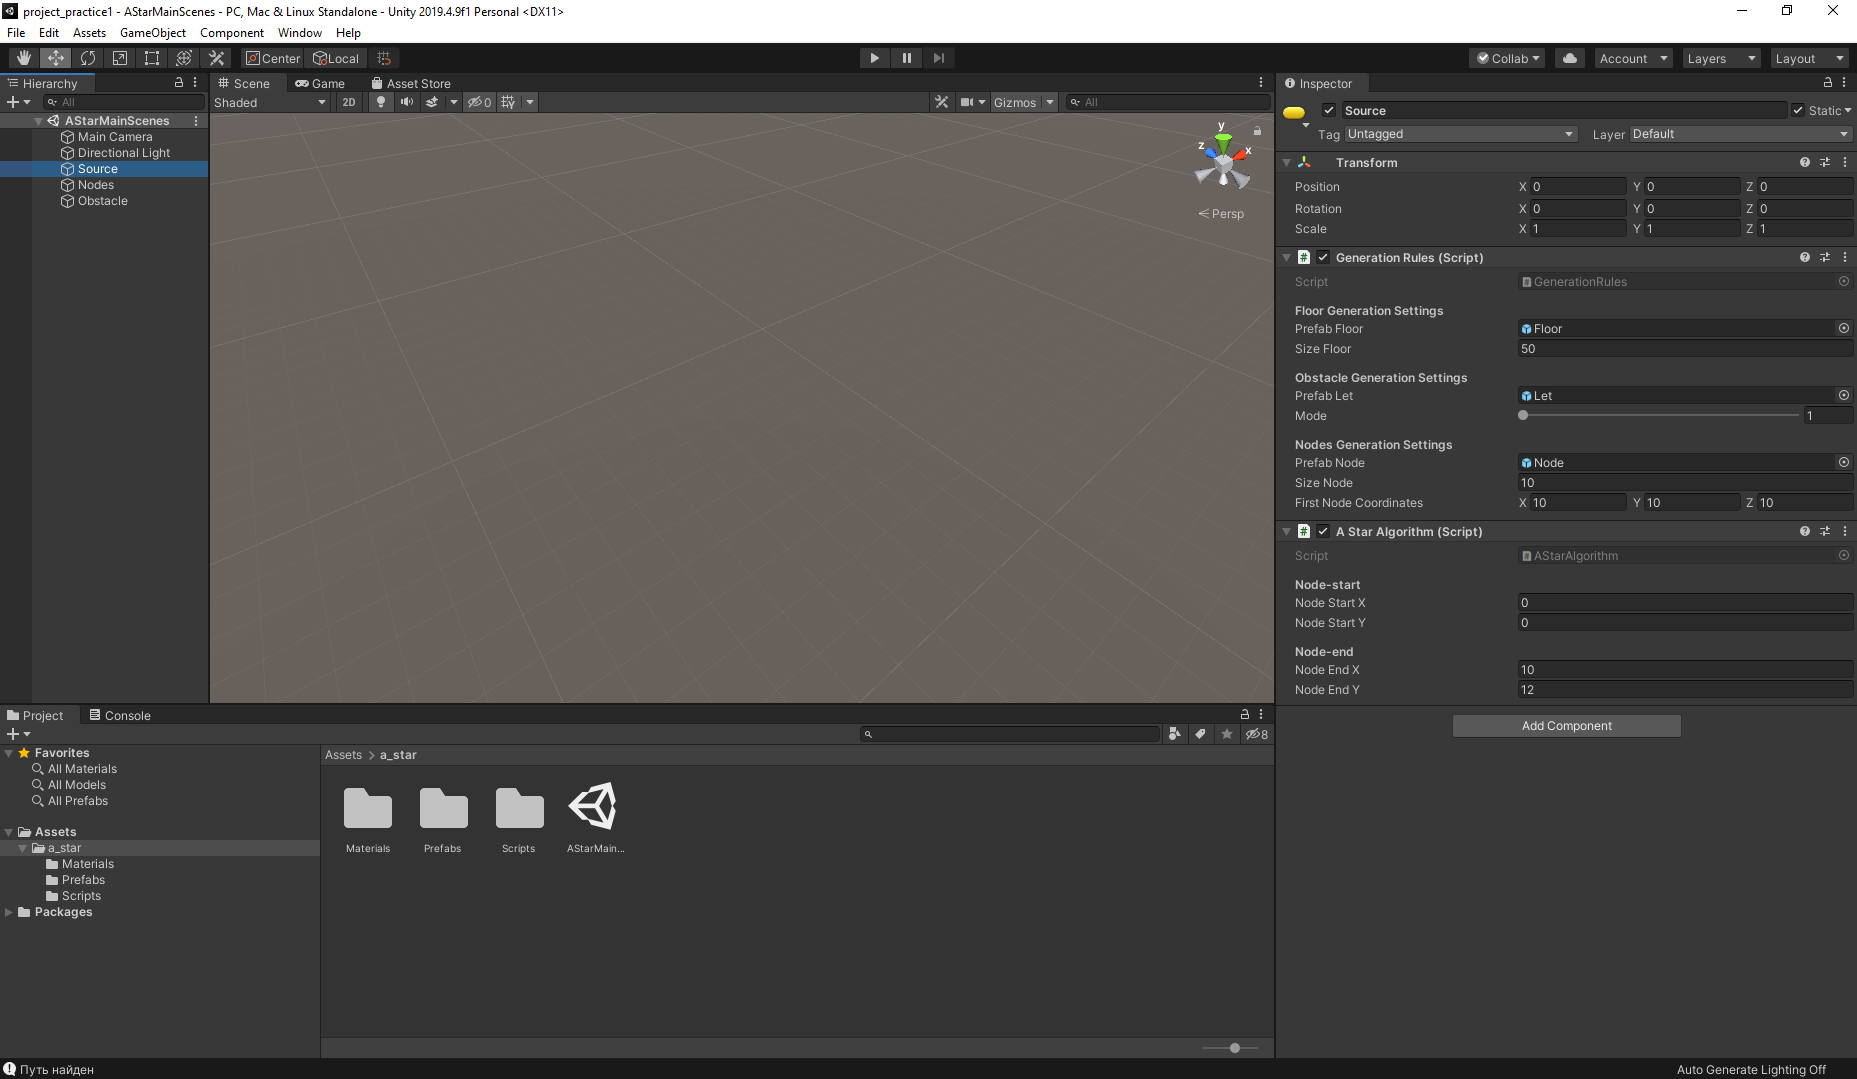 project_practice1 - AStarMainScenes - PC, Mac & Linux Standalone - Unity 2019.4.9f1 Personal <DX11>
File Edit Assets GameObject Component Window Help
Center Local
Collab Account Layers Layout
Hierarchy
All
AStarMainScenes
Main Camera
Directional Light
Source
Nodes
Obstacle
Scene Game Asset Store
Shaded 2D 0 Gizmos All
y
z x
Persp
Inspector
Source Static
Tag Untagged Layer Default
Transform
Position X 0 Y 0 Z 0
Rotation X 0 Y 0 Z 0
Scale X 1 Y 1 Z 1
# Generation Rules (Script)
Script GenerationRules
Floor Generation Settings
Prefab Floor Floor
Size Floor 50
Obstacle Generation Settings
Prefab Let Let
Mode 1
Nodes Generation Settings
Prefab Node Node
Size Node 10
First Node Coordinates X 10 Y 10 Z 10
# A Star Algorithm (Script)
Script AStarAlgorithm
Node-start
Node Start X 0
Node Start Y 0
Node-end
Node End X 10
Node End Y 12
Add Component
Project Console
8
Favorites
All Materials
All Models
All Prefabs
Assets
a_star
Materials
Prefabs
Scripts
Packages
Assets > a_star
Materials Prefabs Scripts AStarMain...
Путь найден
Auto Generate Lighting Off